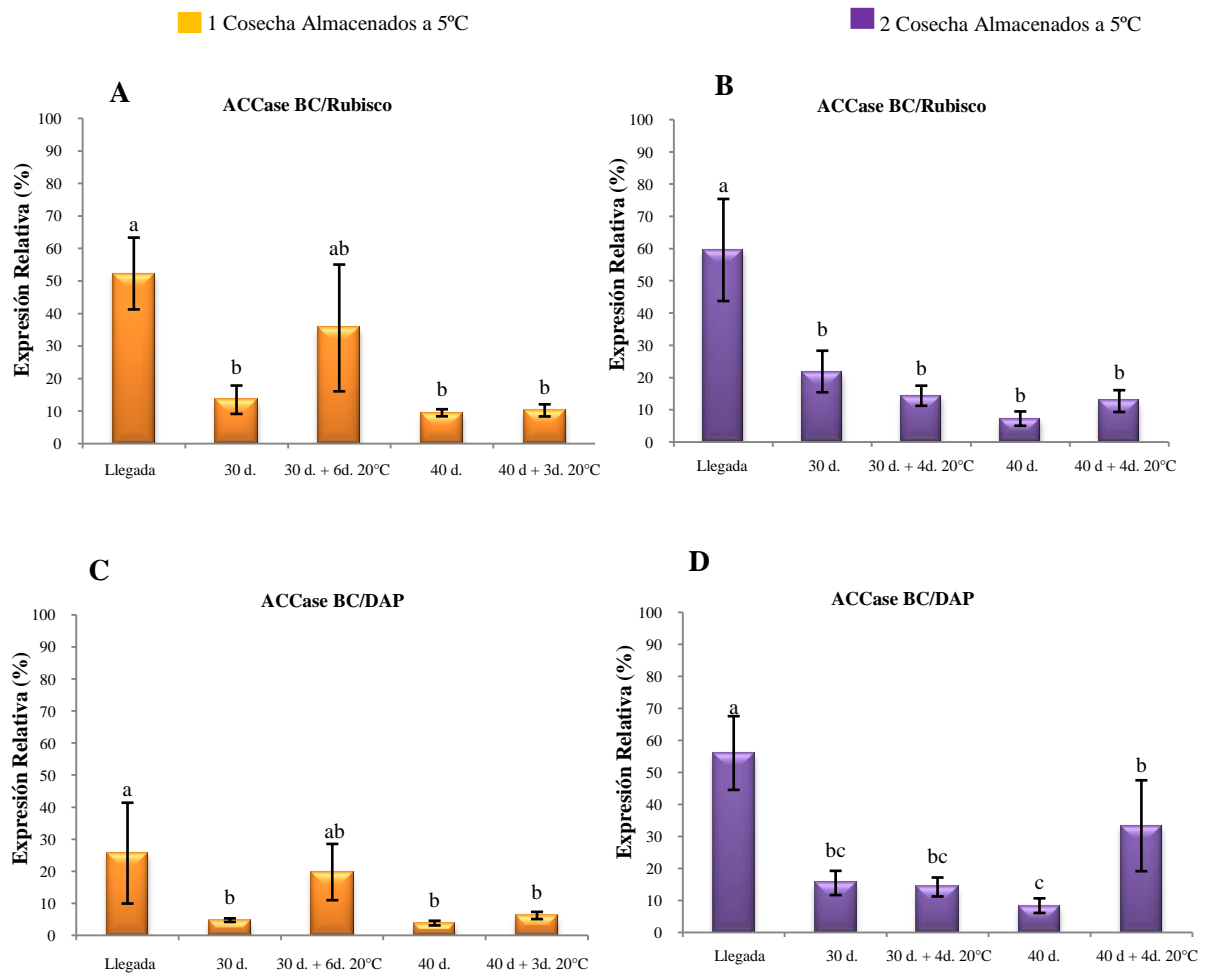 1 Cosecha Almacenados a 5ºC
2 Cosecha Almacenados a 5ºC
A
ACCase BC/Rubisco
Expresión Relativa (%)
100
90
80
70
60
50
40
30
20
10
0
a
b
ab
b
b
Llegada
30 d.
30 d. + 6d. 20°C
40 d.
40 d + 3d. 20°C
B
ACCase BC/Rubisco
Expresión Relativa (%)
100
90
80
70
60
50
40
30
20
10
0
a
b
b
b
b
Llegada
30 d.
30 d. + 4d. 20°C
40 d.
40 d + 4d. 20°C
C
ACCase BC/DAP
Expresión Relativa (%)
100
90
80
70
60
50
40
30
20
10
0
a
b
ab
b
b
Llegada
30 d.
30 d. + 6d. 20°C
40 d.
40 d + 3d. 20°C
D
ACCase BC/DAP
Expresión Relativa (%)
100
90
80
70
60
50
40
30
20
10
0
a
bc
bc
c
b
Llegada
30 d.
30 d. + 4d. 20°C
40 d.
40 d + 4d. 20°C